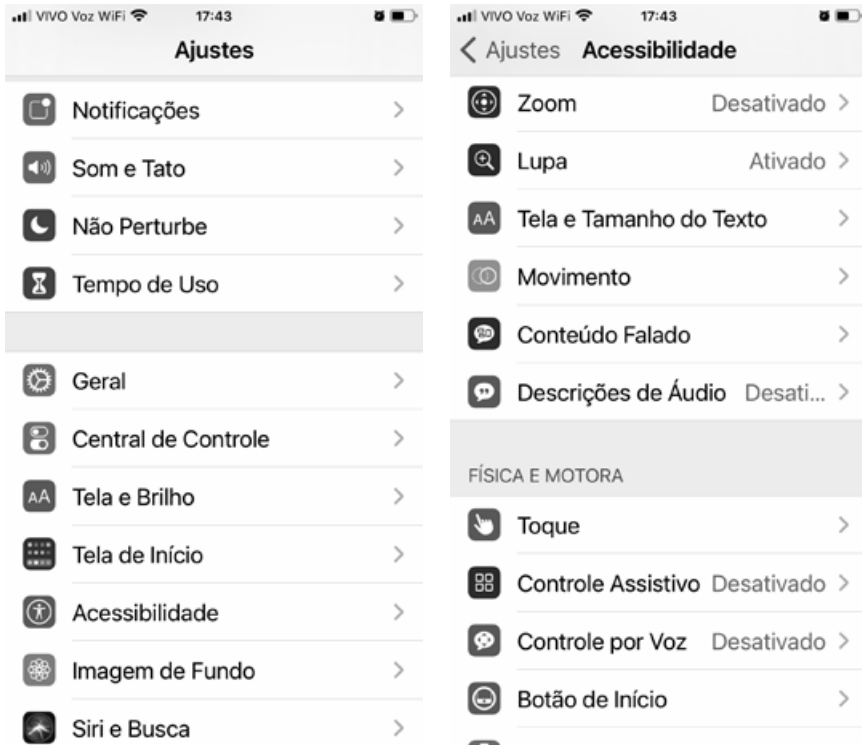 VIVO Voz WiFi 17:43
Ajustes
Notificações
Som e Tato
Não Perturbe
Tempo de Uso
Geral
Central de Controle
AA Tela e Brilho
Tela de Início
Acessibilidade
Imagem de Fundo
Siri e Busca
VIVO Voz WiFi 17:43
Ajustes Acessibilidade
Zoom Desativado
Lupa Ativado
AA Tela e Tamanho do Texto
Movimento
Conteúdo Falado
Descrições de Áudio Desati...
FÍSICA E MOTORA
Toque
Controle Assistivo Desativado
Controle por Voz Desativado
Botão de Início